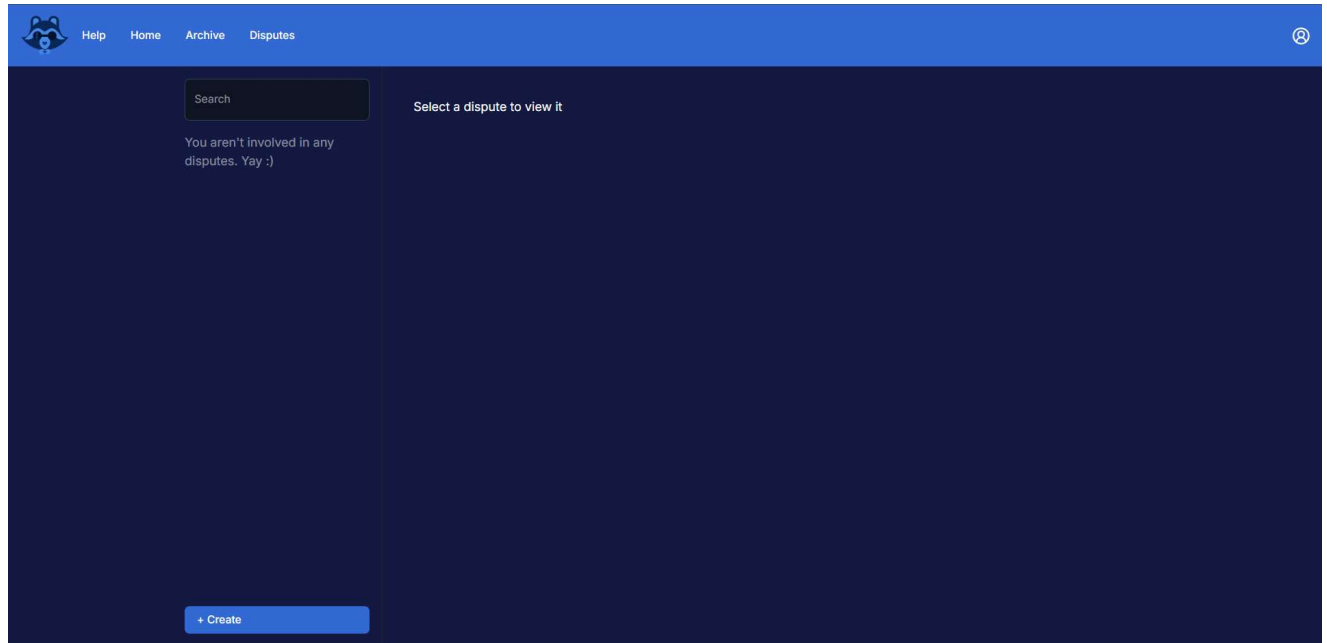 Help Home Archive Disputes
Search
You aren't involved in any
disputes. Yay :)
Select a dispute to view it
+ Create